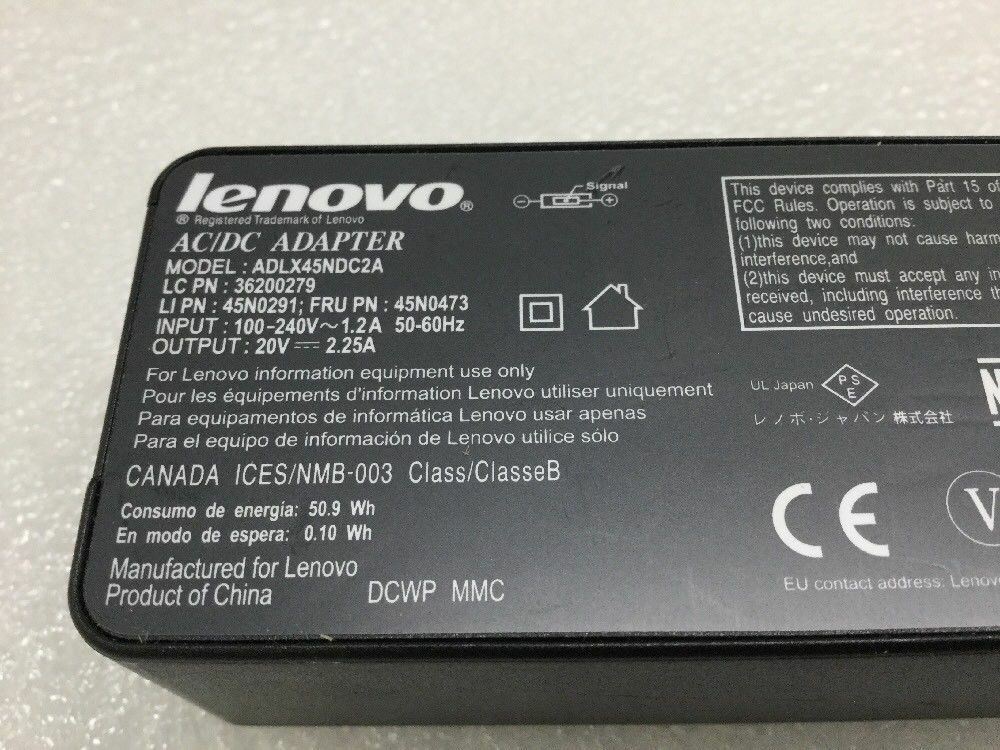 lenovo®
® Registered Trademark of Lenovo
AC/DC ADAPTER
MODEL : ADLX45NDC2A
LC PN : 36200279
LI PN : 45N0291; FRU PN : 45N0473
INPUT : 100-240V～1.2A 50-60Hz
OUTPUT : 20V ⎓ 2.25A
For Lenovo information equipment use only
Pour les équipements d'information Lenovo utiliser uniquement
Para equipamentos de informática Lenovo usar apenas
Para el equipo de información de Lenovo utilice sólo
CANADA ICES/NMB-003 Class/ClasseB
Consumo de energía: 50.9 Wh
En modo de espera: 0.10 Wh
Manufactured for Lenovo
Product of China
DCWP MMC
Signal
This device complies with Part 15 of
FCC Rules. Operation is subject to
following two conditions:
(1)this device may not cause
interference,and
(2)this device must accept any
received, including interference
cause undesired operation.
UL Japan
PS
E
レノボ・ジャパン 株式会社
CE
V
EU contact address: Lenovo